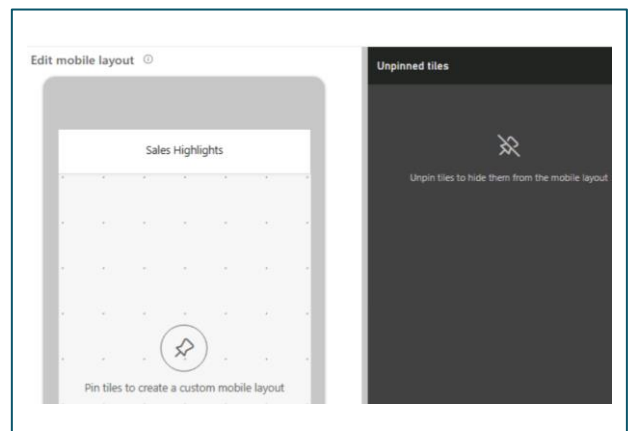 Edit mobile layout
Unpinned tiles
Sales Highlights
Unpin tiles to hide them from the mobile layout
Pin tiles to create a custom mobile layout